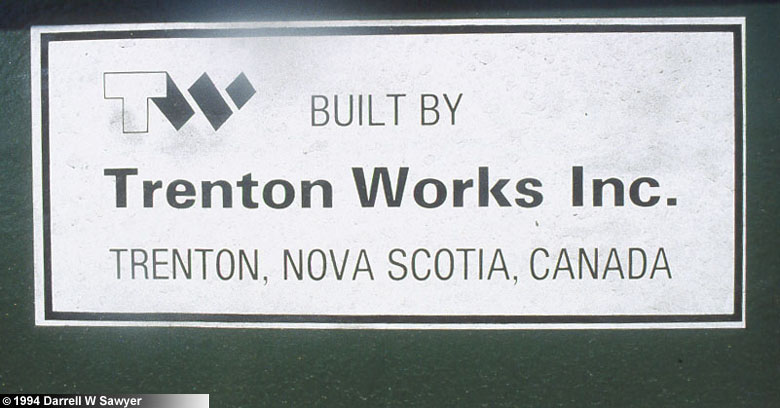 TW
BUILT BY
Trenton Works Inc.
TRENTON, NOVA SCOTIA, CANADA
© 1994 Darrell W Sawyer